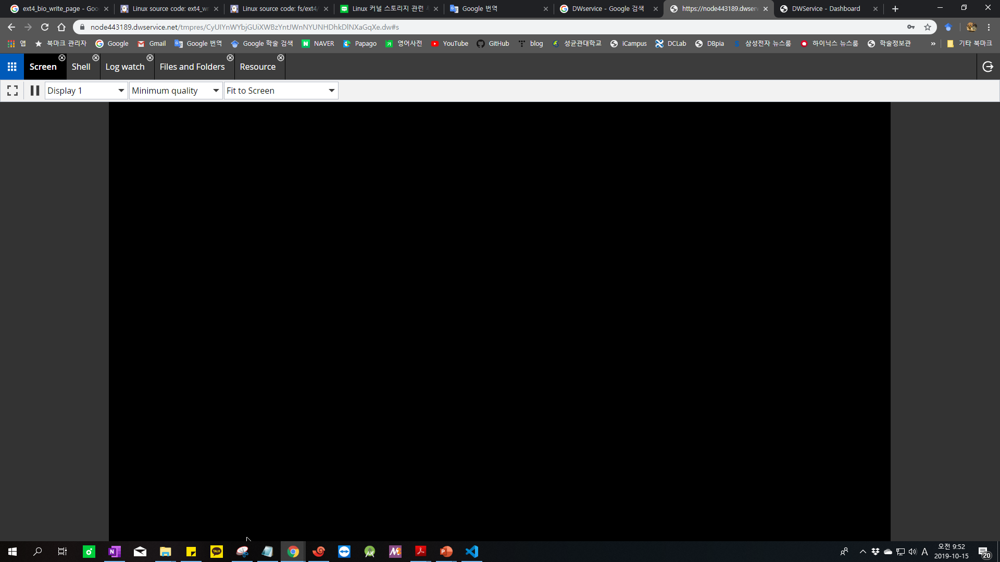 ext4_bio_write_page - Goo
Linux source code: ext4_wr
Linux source code: fs/ext4/
Linux 커널 스토리지 관련
Google 번역
DWservice - Google 검색
https://node443189.dwserv
DWService - Dashboard
node443189.dwservice.net/tmpres/CyUIYnWYbjGUiXWBzYntJWnNYUNHDhkDlNXaGqXe.dw#s
앱 북마크 관리자 Google Gmail Google 번역 Google 학술 검색 NAVER Papago 영어사전 YouTube GitHub blog 성균관대학교 iCampus DCLab DBpia 삼성전자 뉴스룸 하이닉스 뉴스룸 학술정보관 » 기타 북마크
Screen Shell Log watch Files and Folders Resource
Display 1 Minimum quality Fit to Screen
TALK
A
오전 9:52
2019-10-15
20